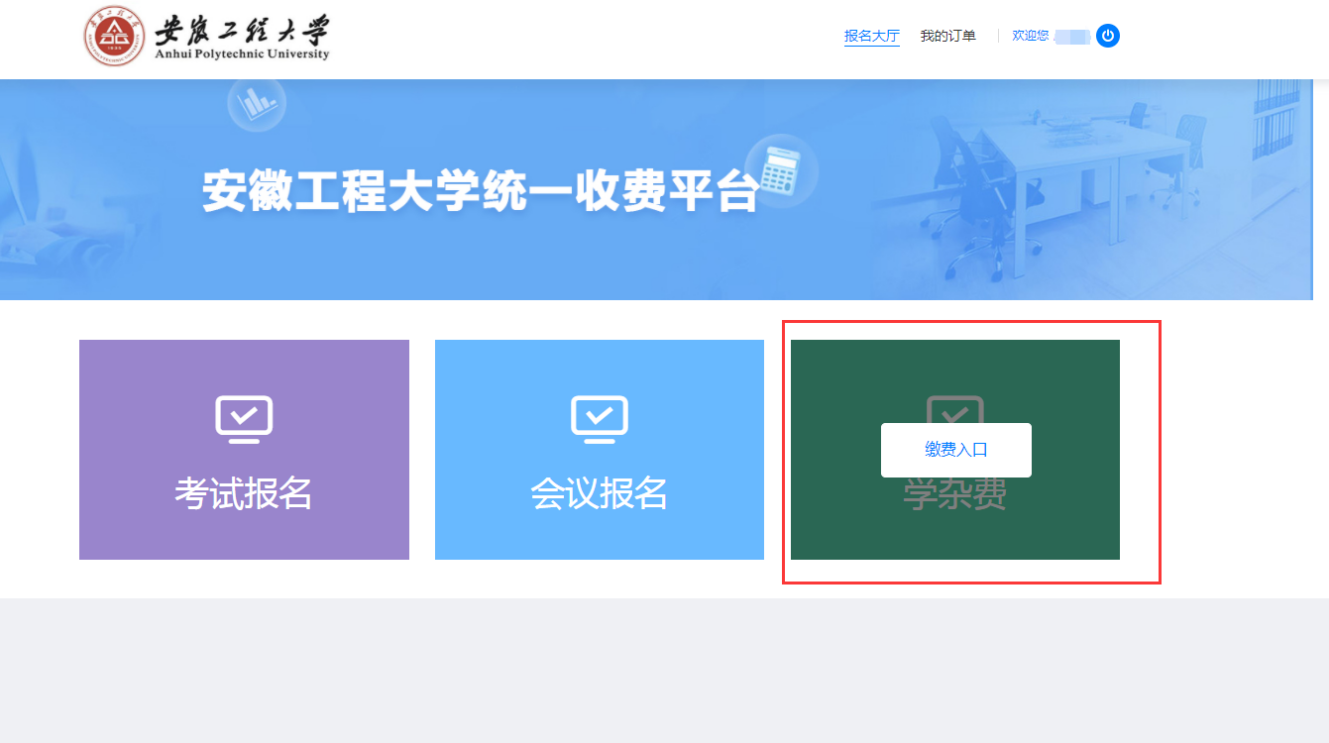 安徽工程大学
Anhui Polytechnic University
报名大厅 我的订单 欢迎您
安徽工程大学统一收费平台
考试报名
会议报名
缴费入口
学杂费